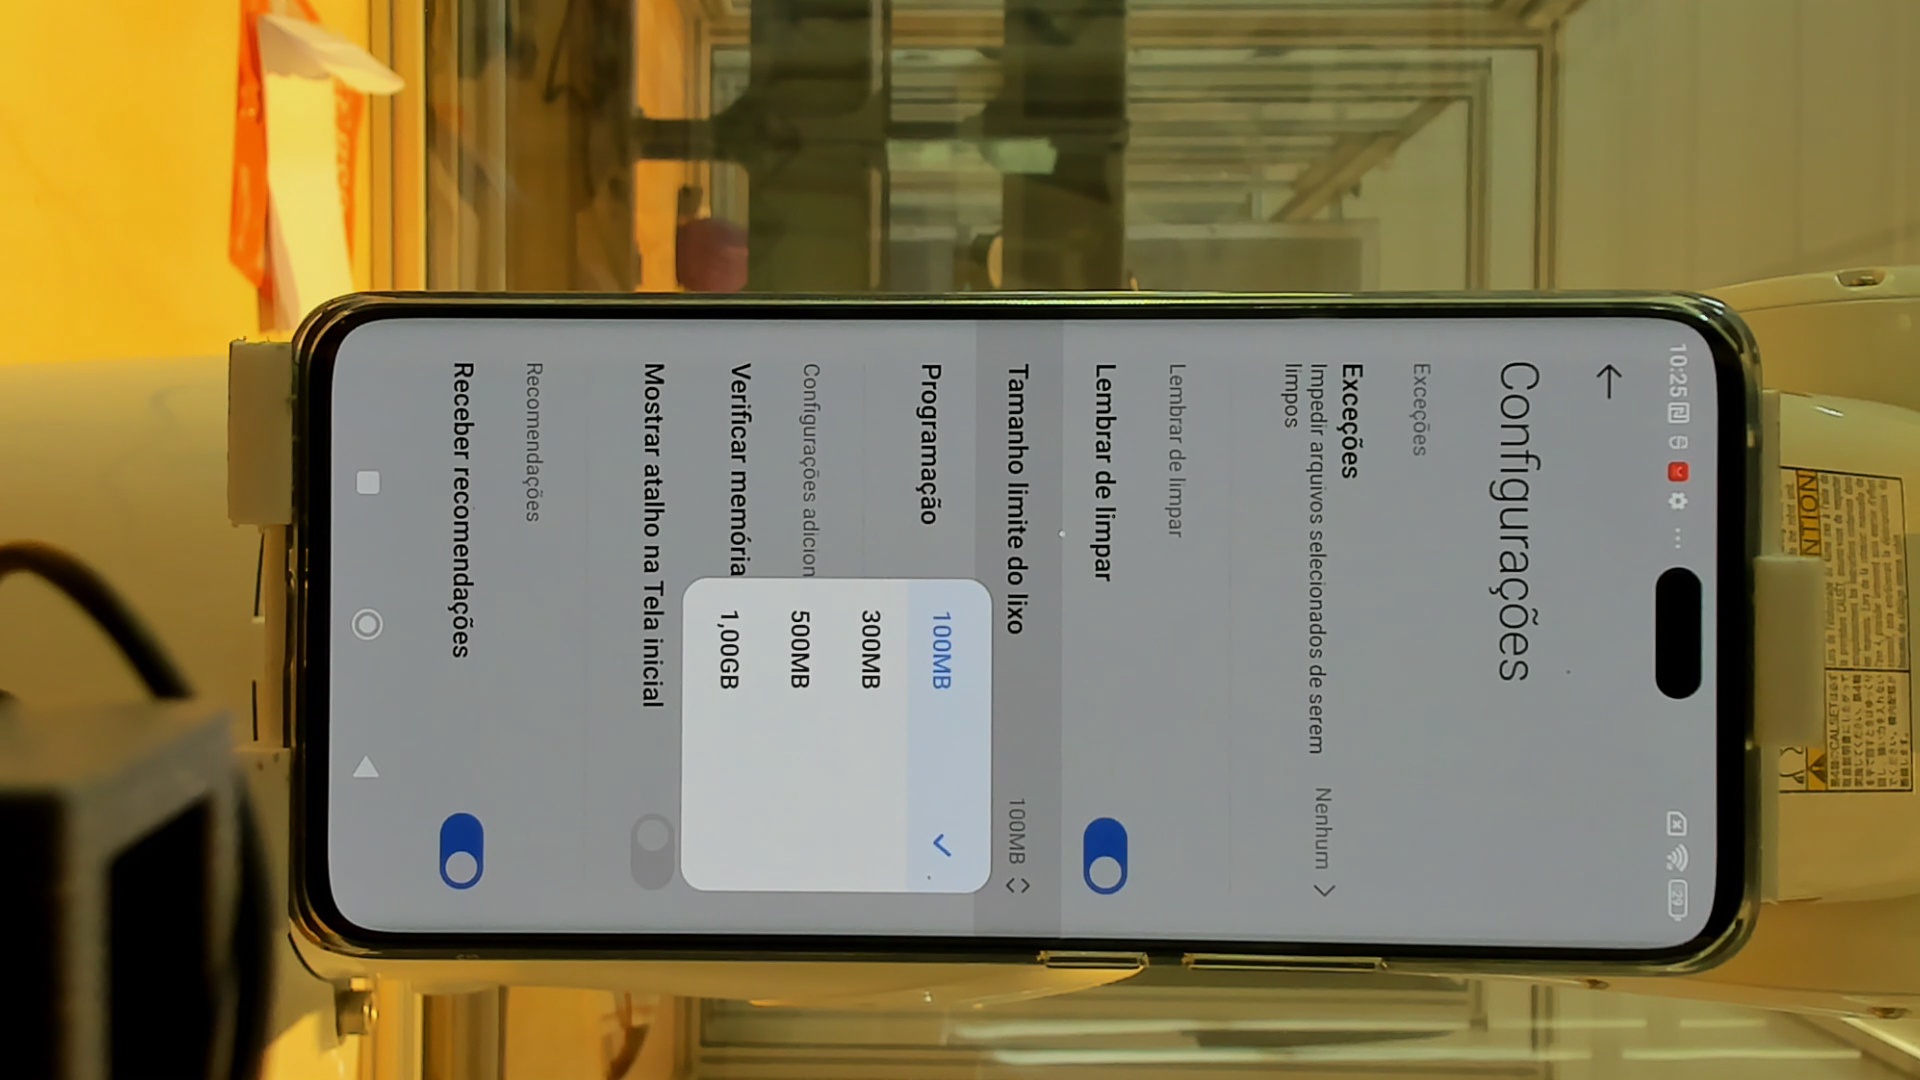 10:25
29
Configurações
Exceções
Exceções
Impedir arquivos selecionados de serem
limpos
Nenhum
Lembrar de limpar
Lembrar de limpar
Tamanho limite do lixo
100MB
Programação
100MB
300MB
500MB
1,00GB
Configurações adicion
Verificar memória
Mostrar atalho na Tela inicial
Recomendações
Receber recomendações